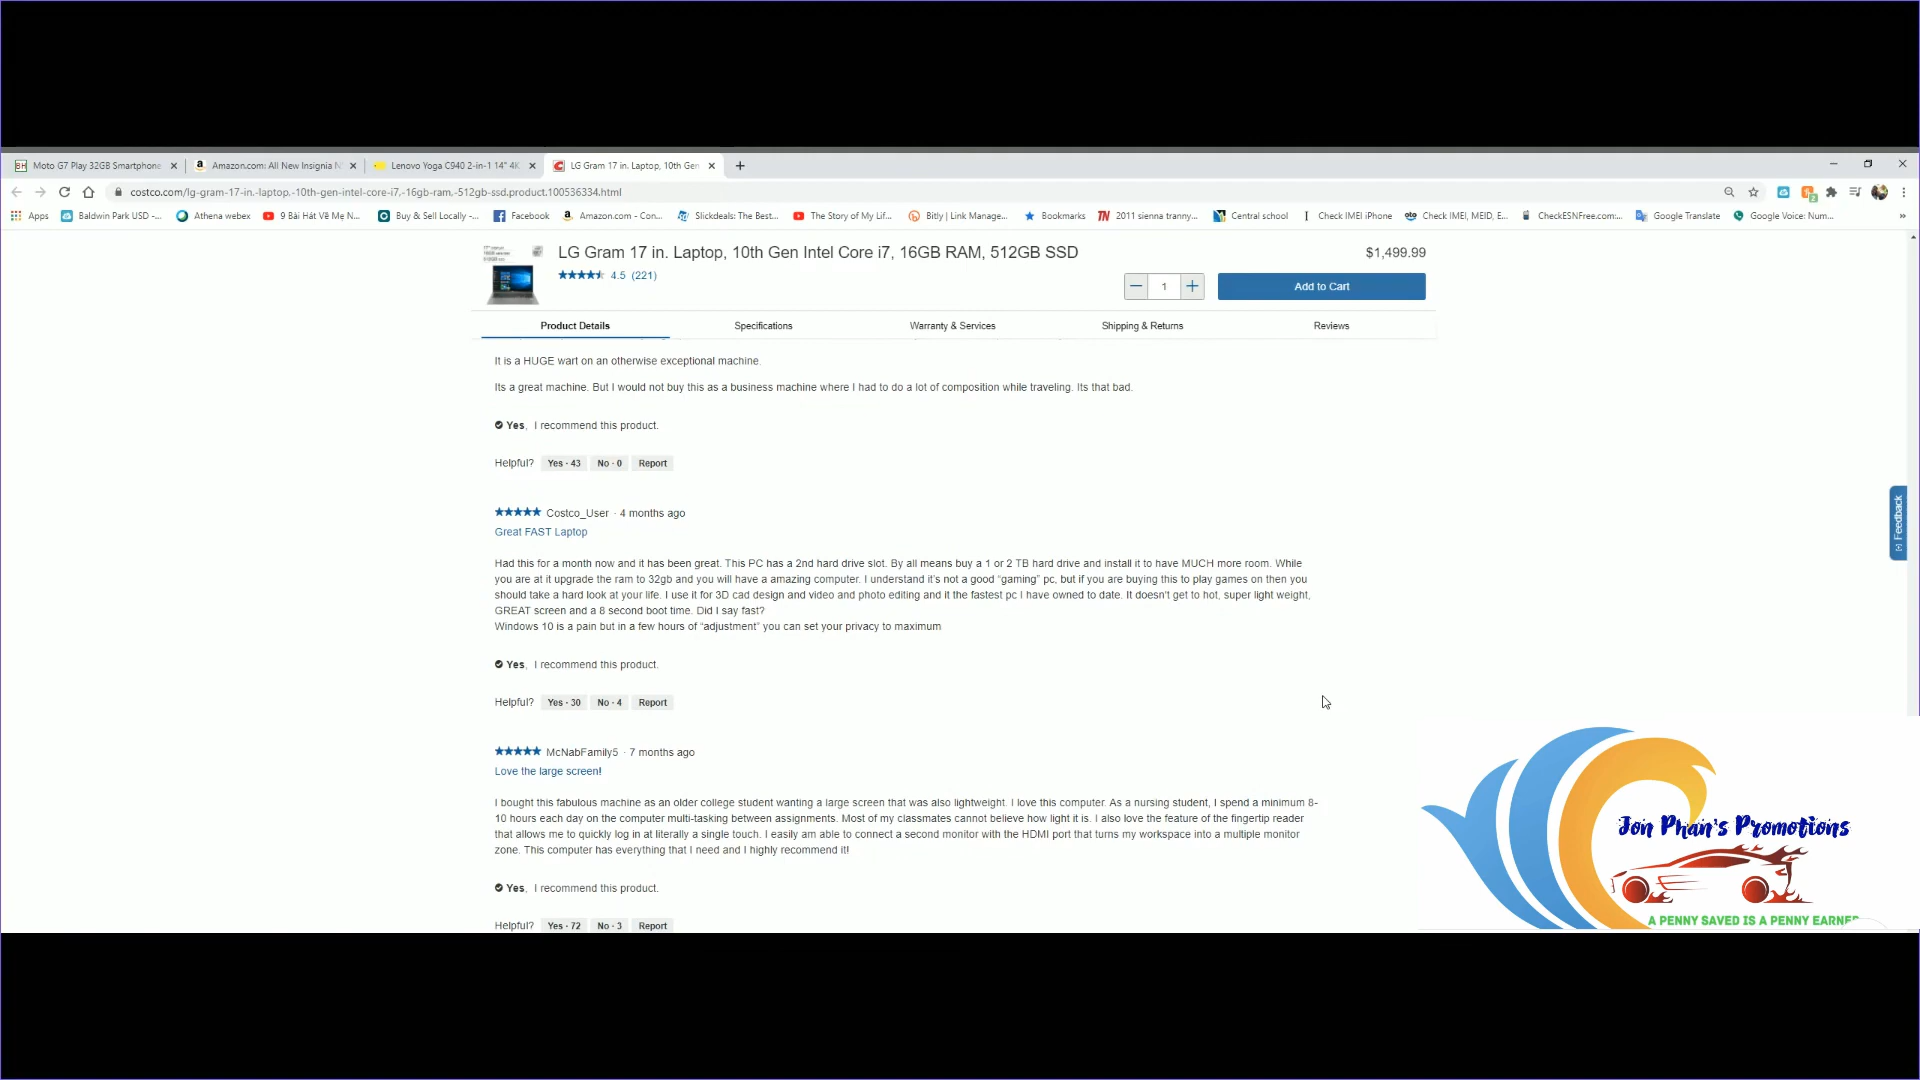 Moto G7 Play 32GB Smartphone
Amazon.com: All New Insignia
Lenovo Yoga C940 2-in-1 14" 4K
LG Gram 17 in. Laptop, 10th Gen
costco.com/lg-gram-17-in.-laptop,-10th-gen-intel-core-i7,-16gb-ram,-512gb-ssd.product.100536334.html
Apps
Baldwin Park USD -...
Athena webex
9 Bài Hát Về Mẹ N...
Buy & Sell Locally -...
Facebook
Amazon.com - Con...
Slickdeals: The Best...
The Story of My Lif...
Bitly | Link Manage...
Bookmarks
2011 sienna tranny...
Central school
Check IMEI iPhone
Check IMEI, MEID, E...
CheckESNFree.com:...
Google Translate
Google Voice: Num...
»
LG Gram 17 in. Laptop, 10th Gen Intel Core i7, 16GB RAM, 512GB SSD
$1,499.99
4.5 (221)
1
Add to Cart
Product Details
Specifications
Warranty & Services
Shipping & Returns
Reviews
It is a HUGE wart on an otherwise exceptional machine.
Its a great machine. But I would not buy this as a business machine where I had to do a lot of composition while traveling. Its that bad.
Yes, I recommend this product.
Helpful? Yes · 43 No · 0 Report
Costco_User · 4 months ago
Great FAST Laptop
Had this for a month now and it has been great. This PC has a 2nd hard drive slot. By all means buy a 1 or 2 TB hard drive and install it to have MUCH more room. While
you are at it upgrade the ram to 32gb and you will have a amazing computer. I understand it's not a good “gaming” pc, but if you are buying this to play games on then you
should take a hard look at your life. I use it for 3D cad design and video and photo editing and it the fastest pc I have owned to date. It doesn't get to hot, super light weight,
GREAT screen and a 8 second boot time. Did I say fast?
Windows 10 is a pain but in a few hours of “adjustment” you can set your privacy to maximum
Yes, I recommend this product.
Helpful? Yes · 30 No · 4 Report
McNabFamily5 · 7 months ago
Love the large screen!
I bought this fabulous machine as an older college student wanting a large screen that was also lightweight. I love this computer. As a nursing student, I spend a minimum 8-
10 hours each day on the computer multi-tasking between assignments. Most of my classmates cannot believe how light it is. I also love the feature of the fingertip reader
that allows me to quickly log in at literally a single touch. I easily am able to connect a second monitor with the HDMI port that turns my workspace into a multiple monitor
zone. This computer has everything that I need and I highly recommend it!
Yes, I recommend this product.
Helpful? Yes · 72 No · 3 Report
Feedback
Jon Phan's Promotions
A PENNY SAVED IS A PENNY EARNE